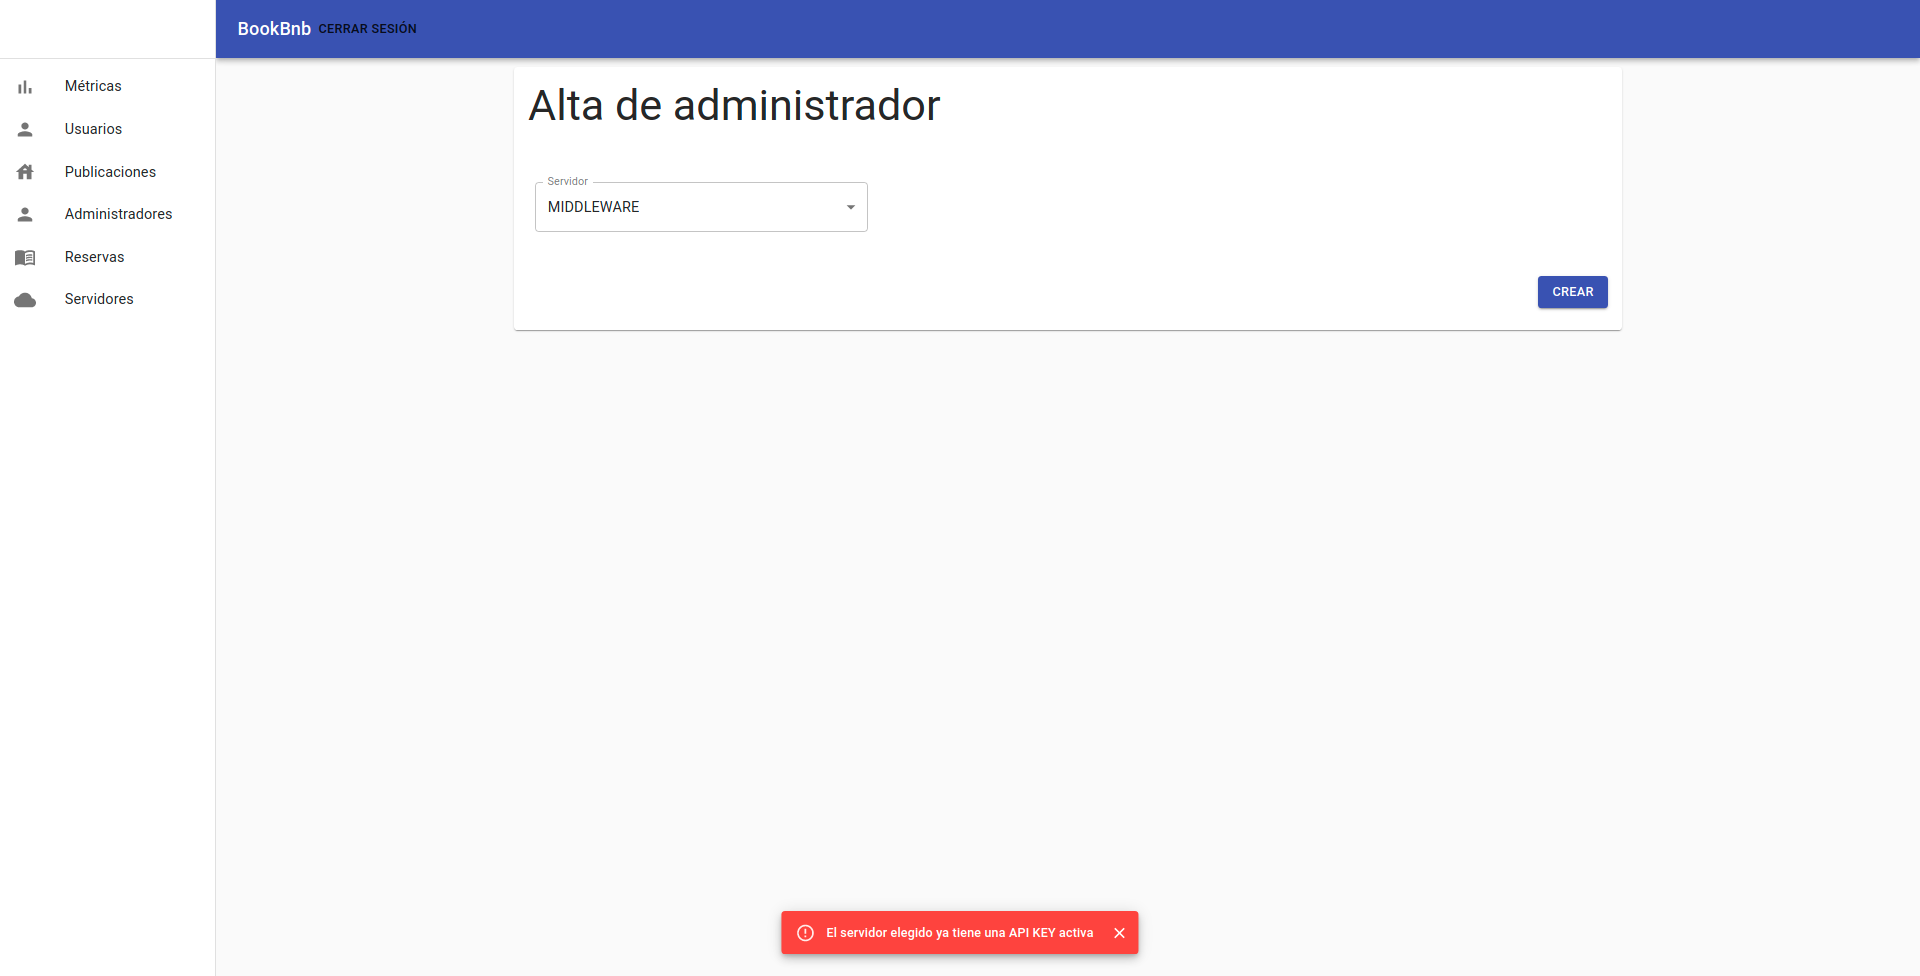 BookBnb CERRAR SESIÓN
Métricas
Usuarios
Publicaciones
Administradores
Reservas
Servidores
Alta de administrador
Servidor
MIDDLEWARE
CREAR
El servidor elegido ya tiene una API KEY activa